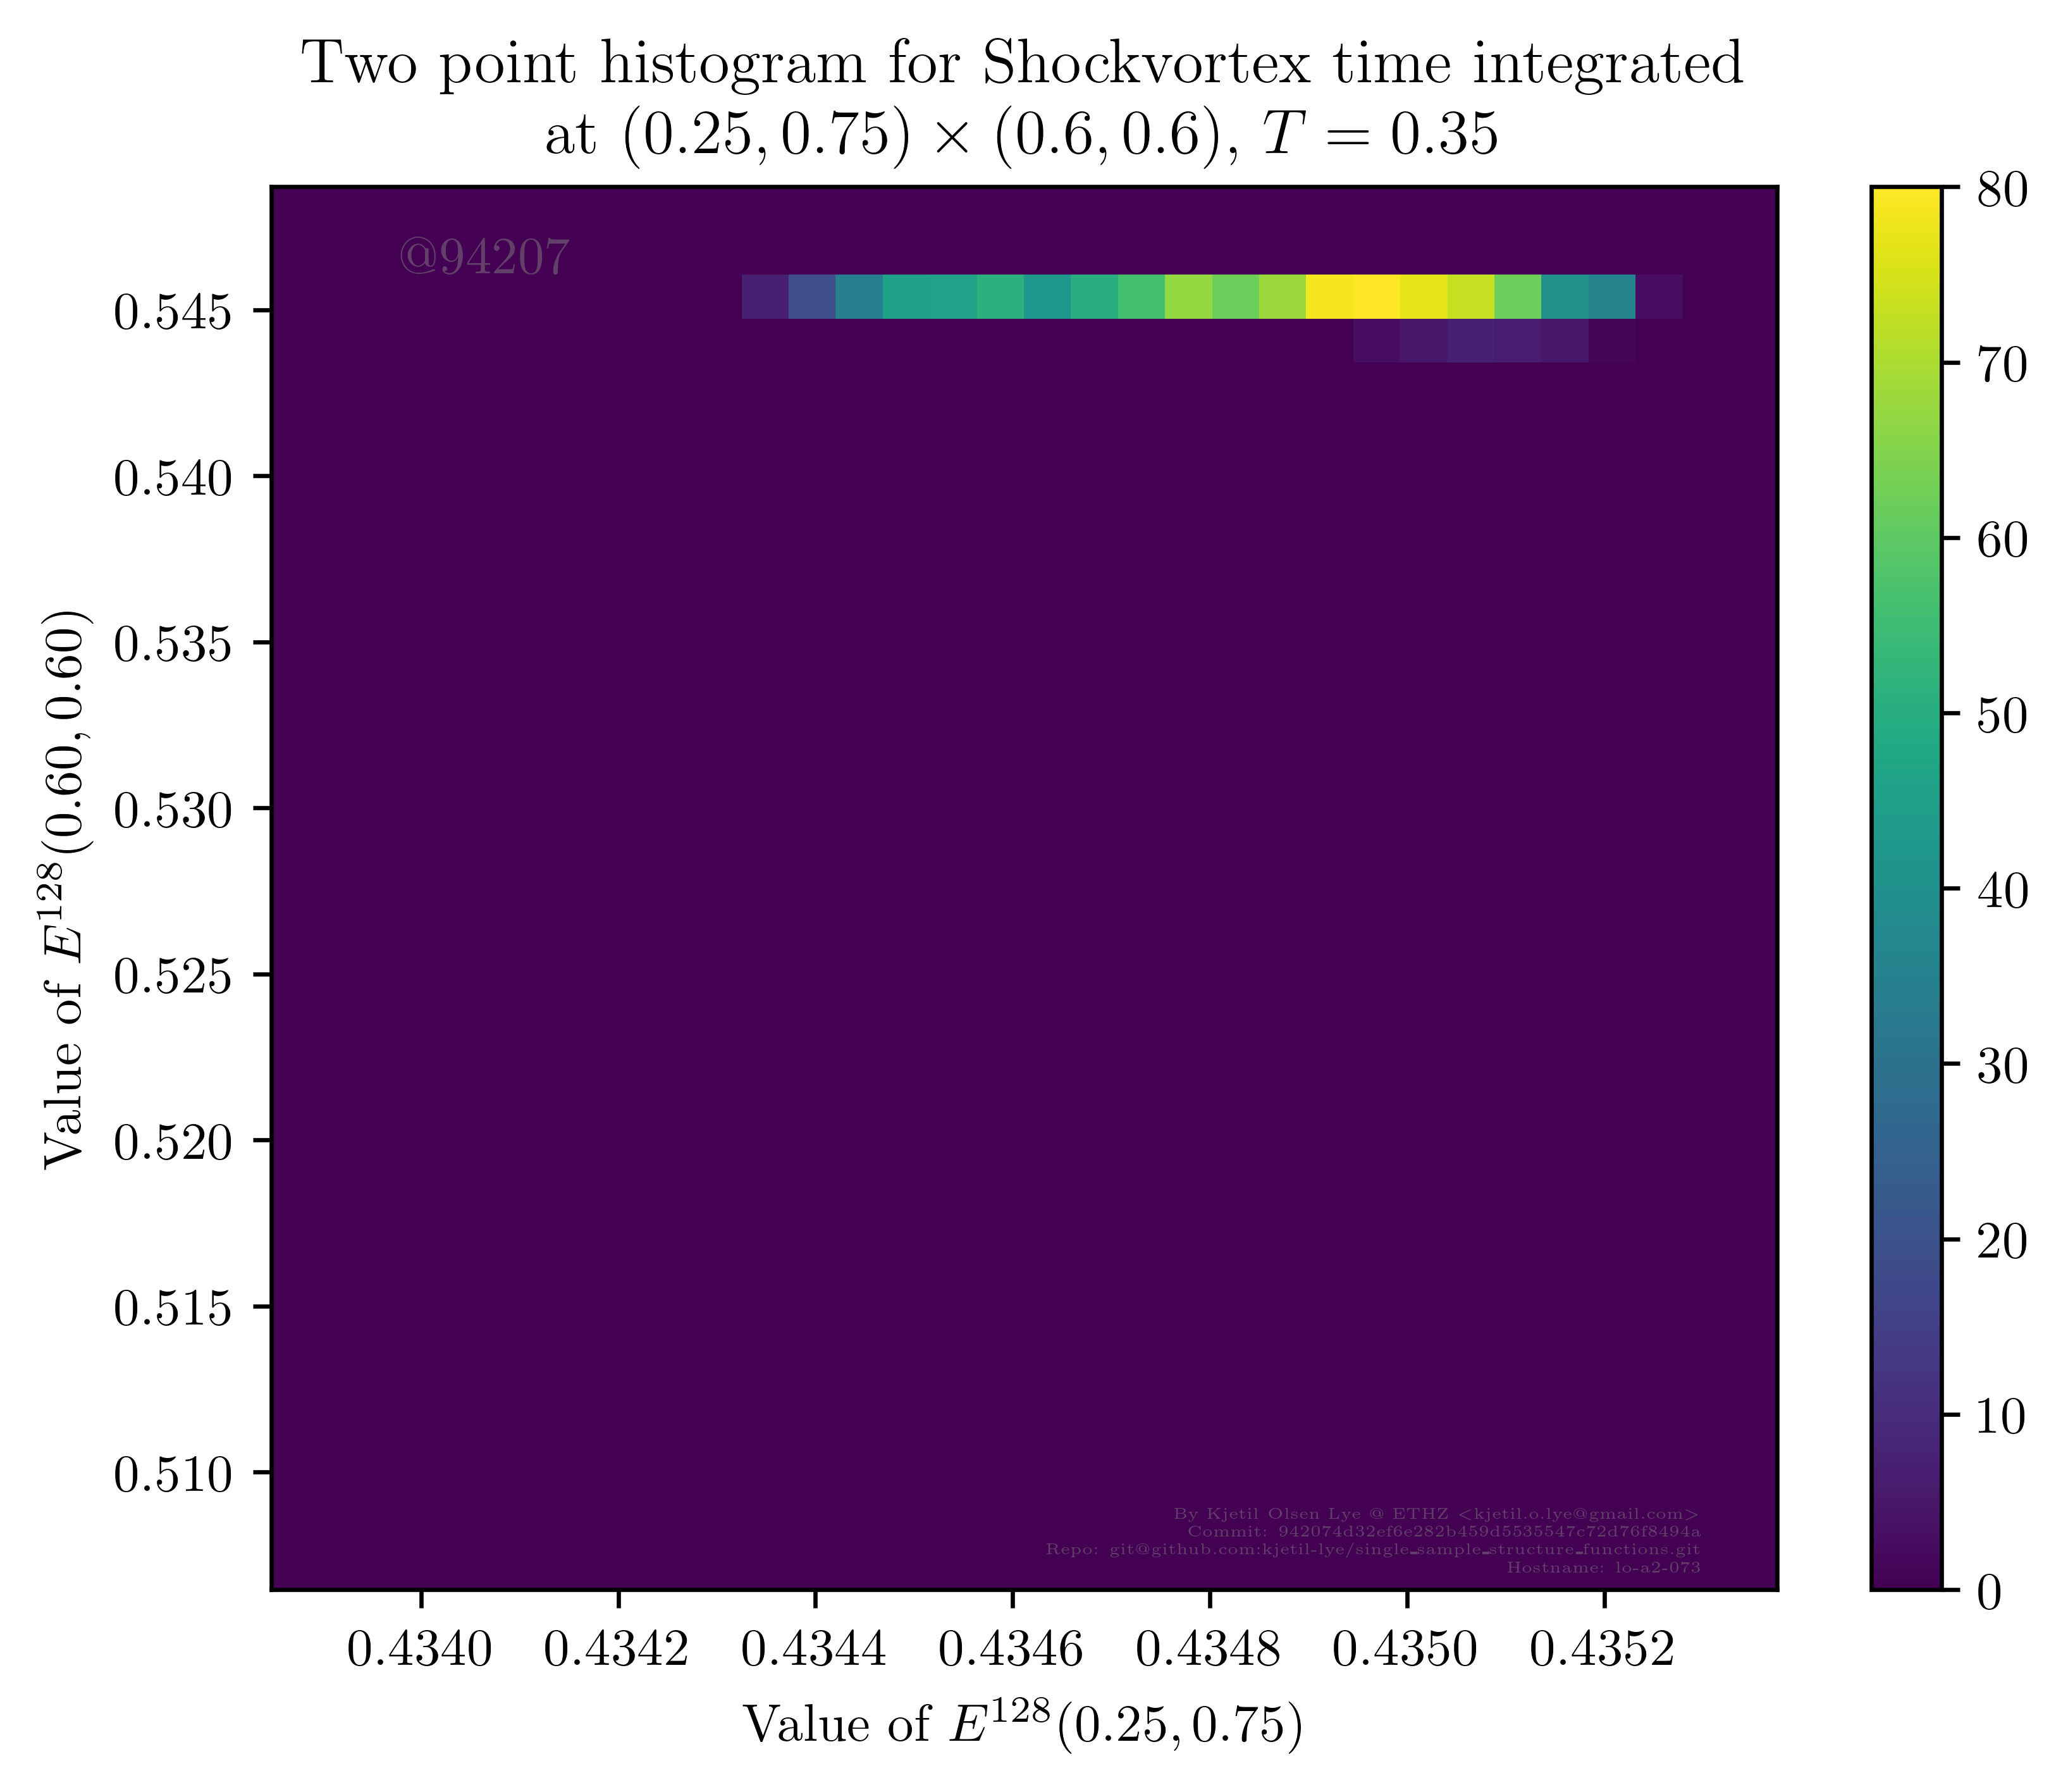 Two point histogram for Shockvortex time integrated
at (0.25, 0.75) × (0.6, 0.6), T = 0.35
@94207
0.545
0.540
0.535
0.530
0.525
0.520
0.515
0.510
Value of E^128(0.60, 0.60)
0.4340 0.4342 0.4344 0.4346 0.4348 0.4350 0.4352
Value of E^128(0.25, 0.75)
80
70
60
50
40
30
20
10
0
By Kjetil Olsen Lye @ ETHZ <kjetil.o.lye@gmail.com>
Commit: 942074d32ef6e282b459d5535547c72d76f8494a
Repo: git@github.com:kjetil-lye/single_sample_structure_functions.git
Hostname: lo-a2-073